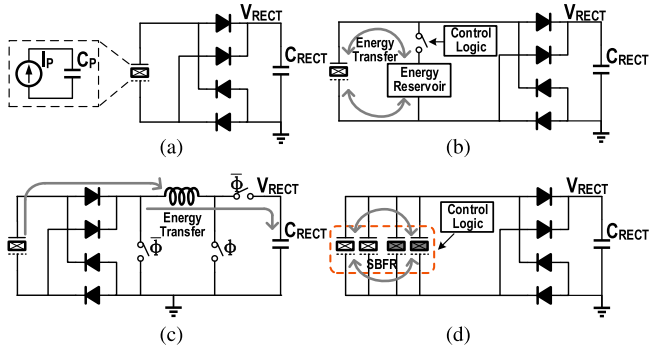 V_RECT
I_P C_P
C_RECT
(a)
V_RECT
Control
Logic
Energy
Transfer
Energy
Reservoir
C_RECT
(b)
Φ̅
V_RECT
Energy
Transfer
C_RECT
Φ̅ Φ
(c)
V_RECT
Control
Logic
C_RECT
SBFR
(d)